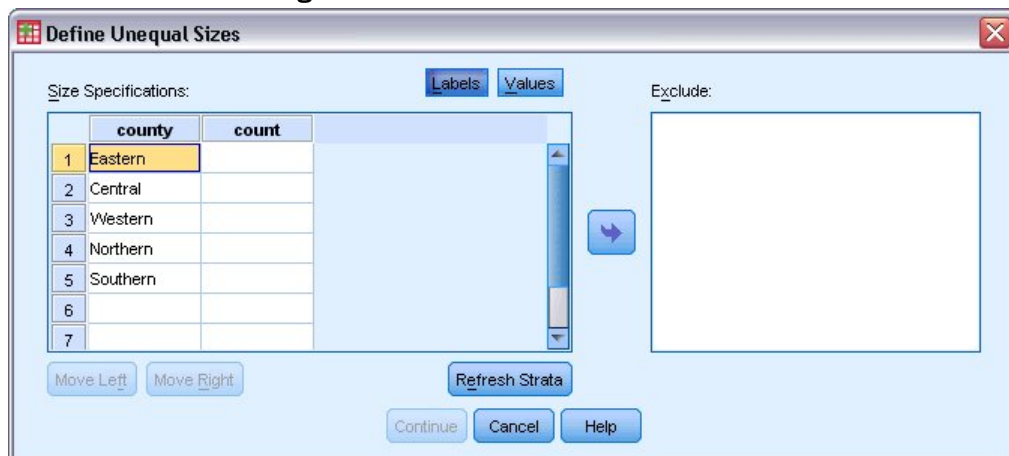 Define Unequal Sizes
Size Specifications:
Labels Values
Exclude:
county count
1 Eastern
2 Central
3 Western
4 Northern
5 Southern
6
7
Move Left Move Right Refresh Strata
Continue Cancel Help